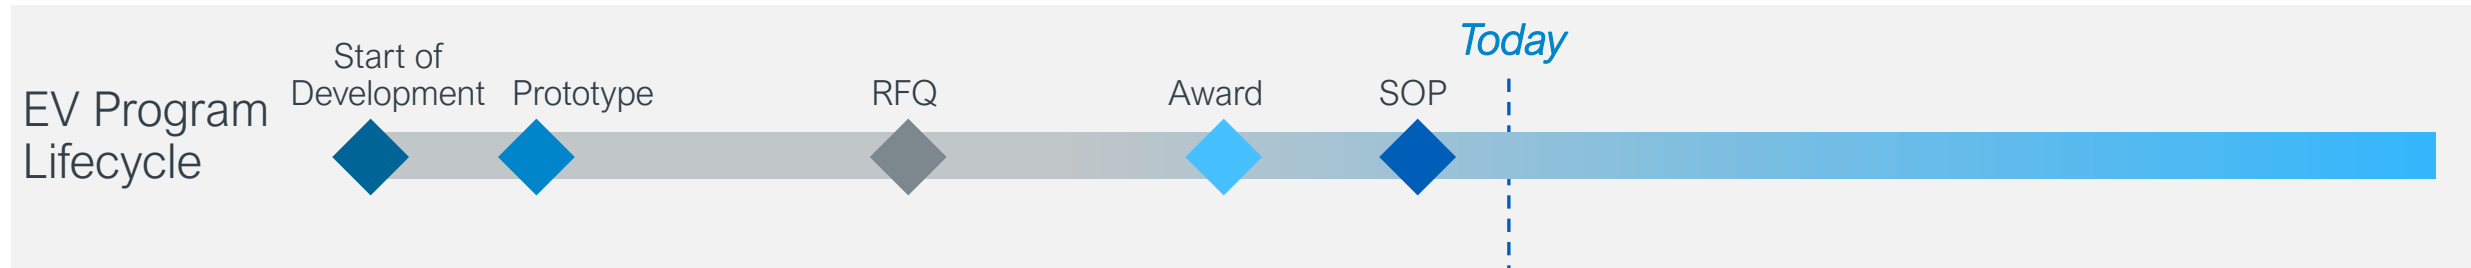 EV Program
Lifecycle
Start of
Development
Prototype
RFQ
Award
SOP
Today